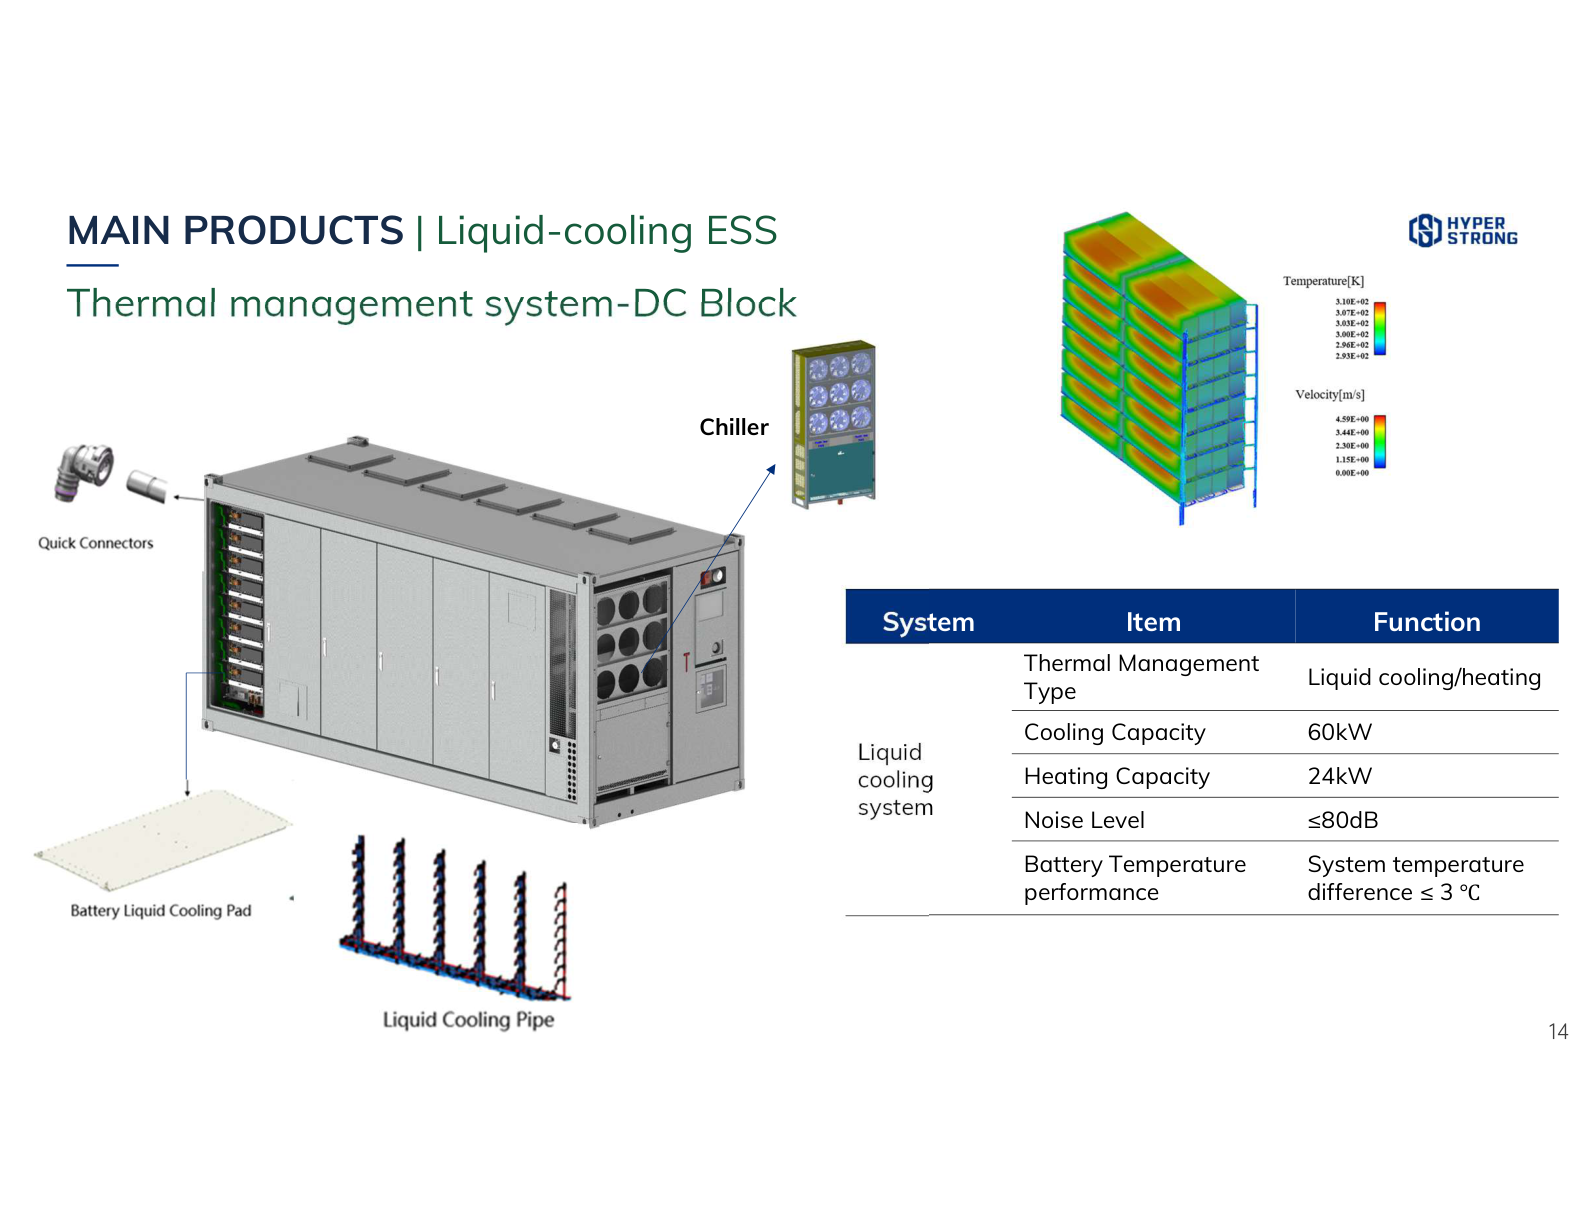 MAIN PRODUCTS | Liquid-cooling ESS
Thermal management system-DC Block
HYPER
STRONG
Temperature[K]
3.10E+02
3.07E+02
3.03E+02
3.00E+02
2.96E+02
2.93E+02
Velocity[m/s]
4.59E+00
3.44E+00
2.30E+00
1.15E+00
0.00E+00
Chiller
Quick Connectors
Battery Liquid Cooling Pad
Liquid Cooling Pipe
System Item Function
Liquid
cooling
system
Thermal Management
Type
Liquid cooling/heating
Cooling Capacity 60kW
Heating Capacity 24kW
Noise Level ≤80dB
Battery Temperature
performance
System temperature
difference ≤ 3 ℃
14